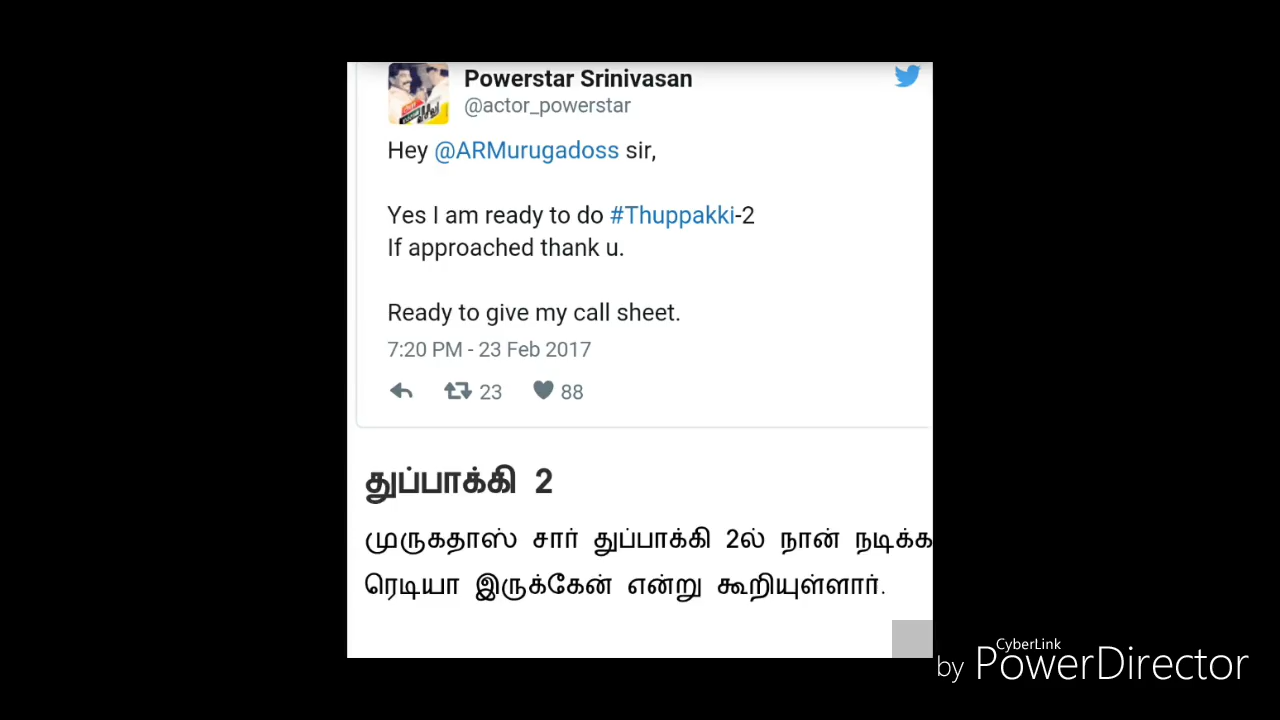 Powerstar Srinivasan
@actor_powerstar
Hey @ARMurugadoss sir,
Yes I am ready to do #Thuppakki-2
If approached thank u.
Ready to give my call sheet.
7:20 PM - 23 Feb 2017
23 88
துப்பாக்கி 2
முருகதாஸ் சார் துப்பாக்கி 2ல் நான் நடிக்க
ரெடியா இருக்கேன் என்று கூறியுள்ளார்.
CyberLink
by PowerDirector